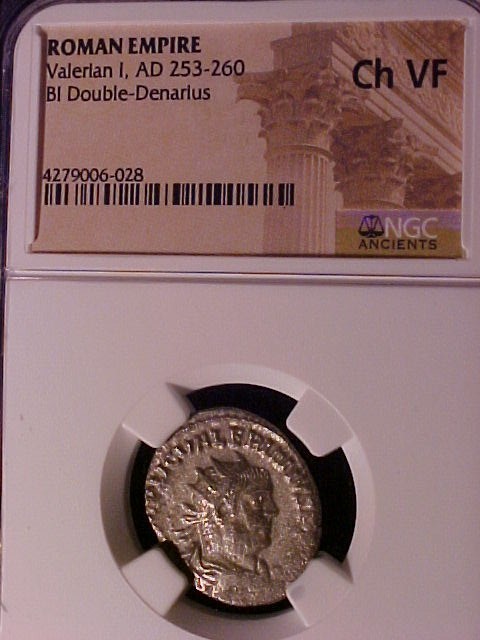 ROMAN EMPIRE
Valerian I, AD 253-260
BI Double-Denarius
Ch VF
4279006-028
NGC
ANCIENTS